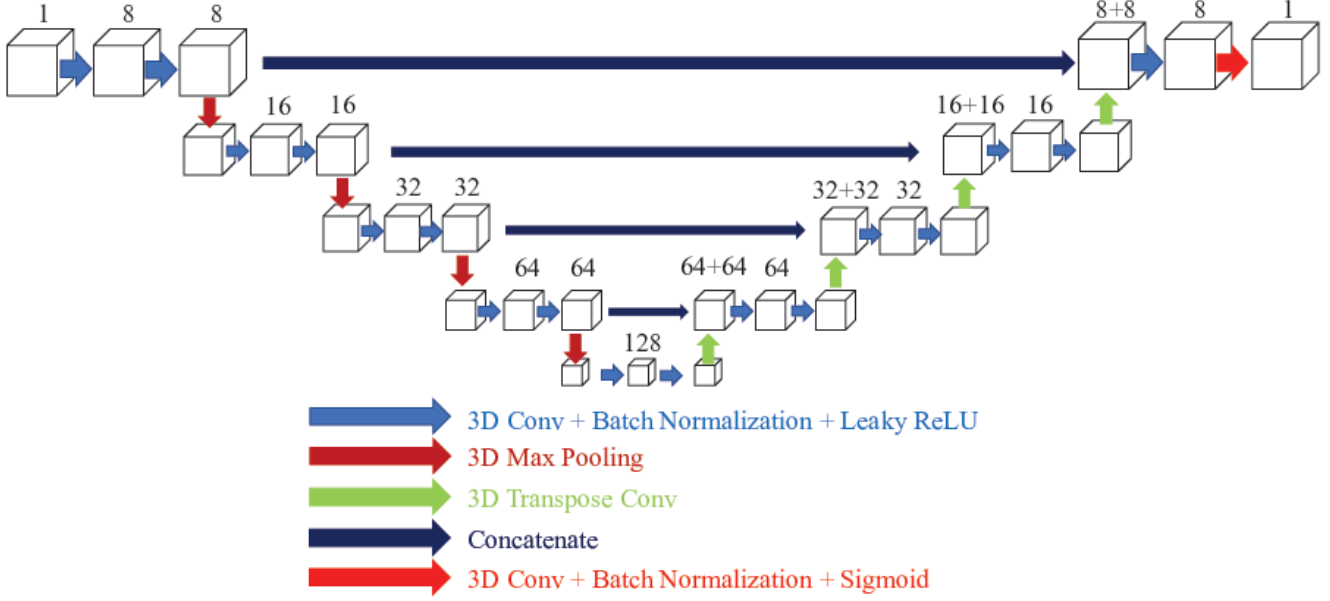 1 8 8 8+8 8 1
16 16 16+16 16
32 32 32+32 32
64 64 64+64 64
128
3D Conv + Batch Normalization + Leaky ReLU
3D Max Pooling
3D Transpose Conv
Concatenate
3D Conv + Batch Normalization + Sigmoid